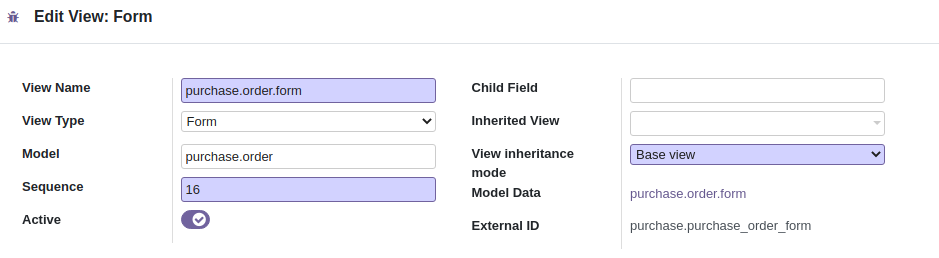 Edit View: Form
View Name
purchase.order.form
View Type
Form
Model
purchase.order
Sequence
16
Active
Child Field
Inherited View
View inheritance
mode
Base view
Model Data
purchase.order.form
External ID
purchase.purchase_order_form